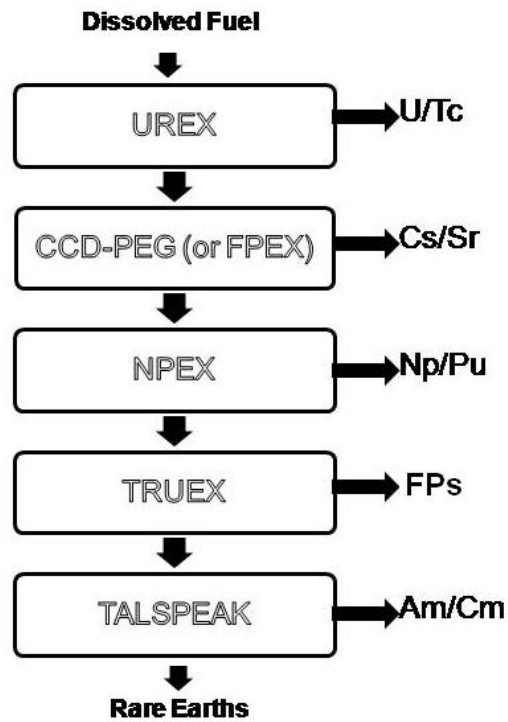 Dissolved Fuel
UREX
U/Tc
CCD-PEG (or FPEX)
Cs/Sr
NPEX
Np/Pu
TRUEX
FPs
TALSPEAK
Am/Cm
Rare Earths